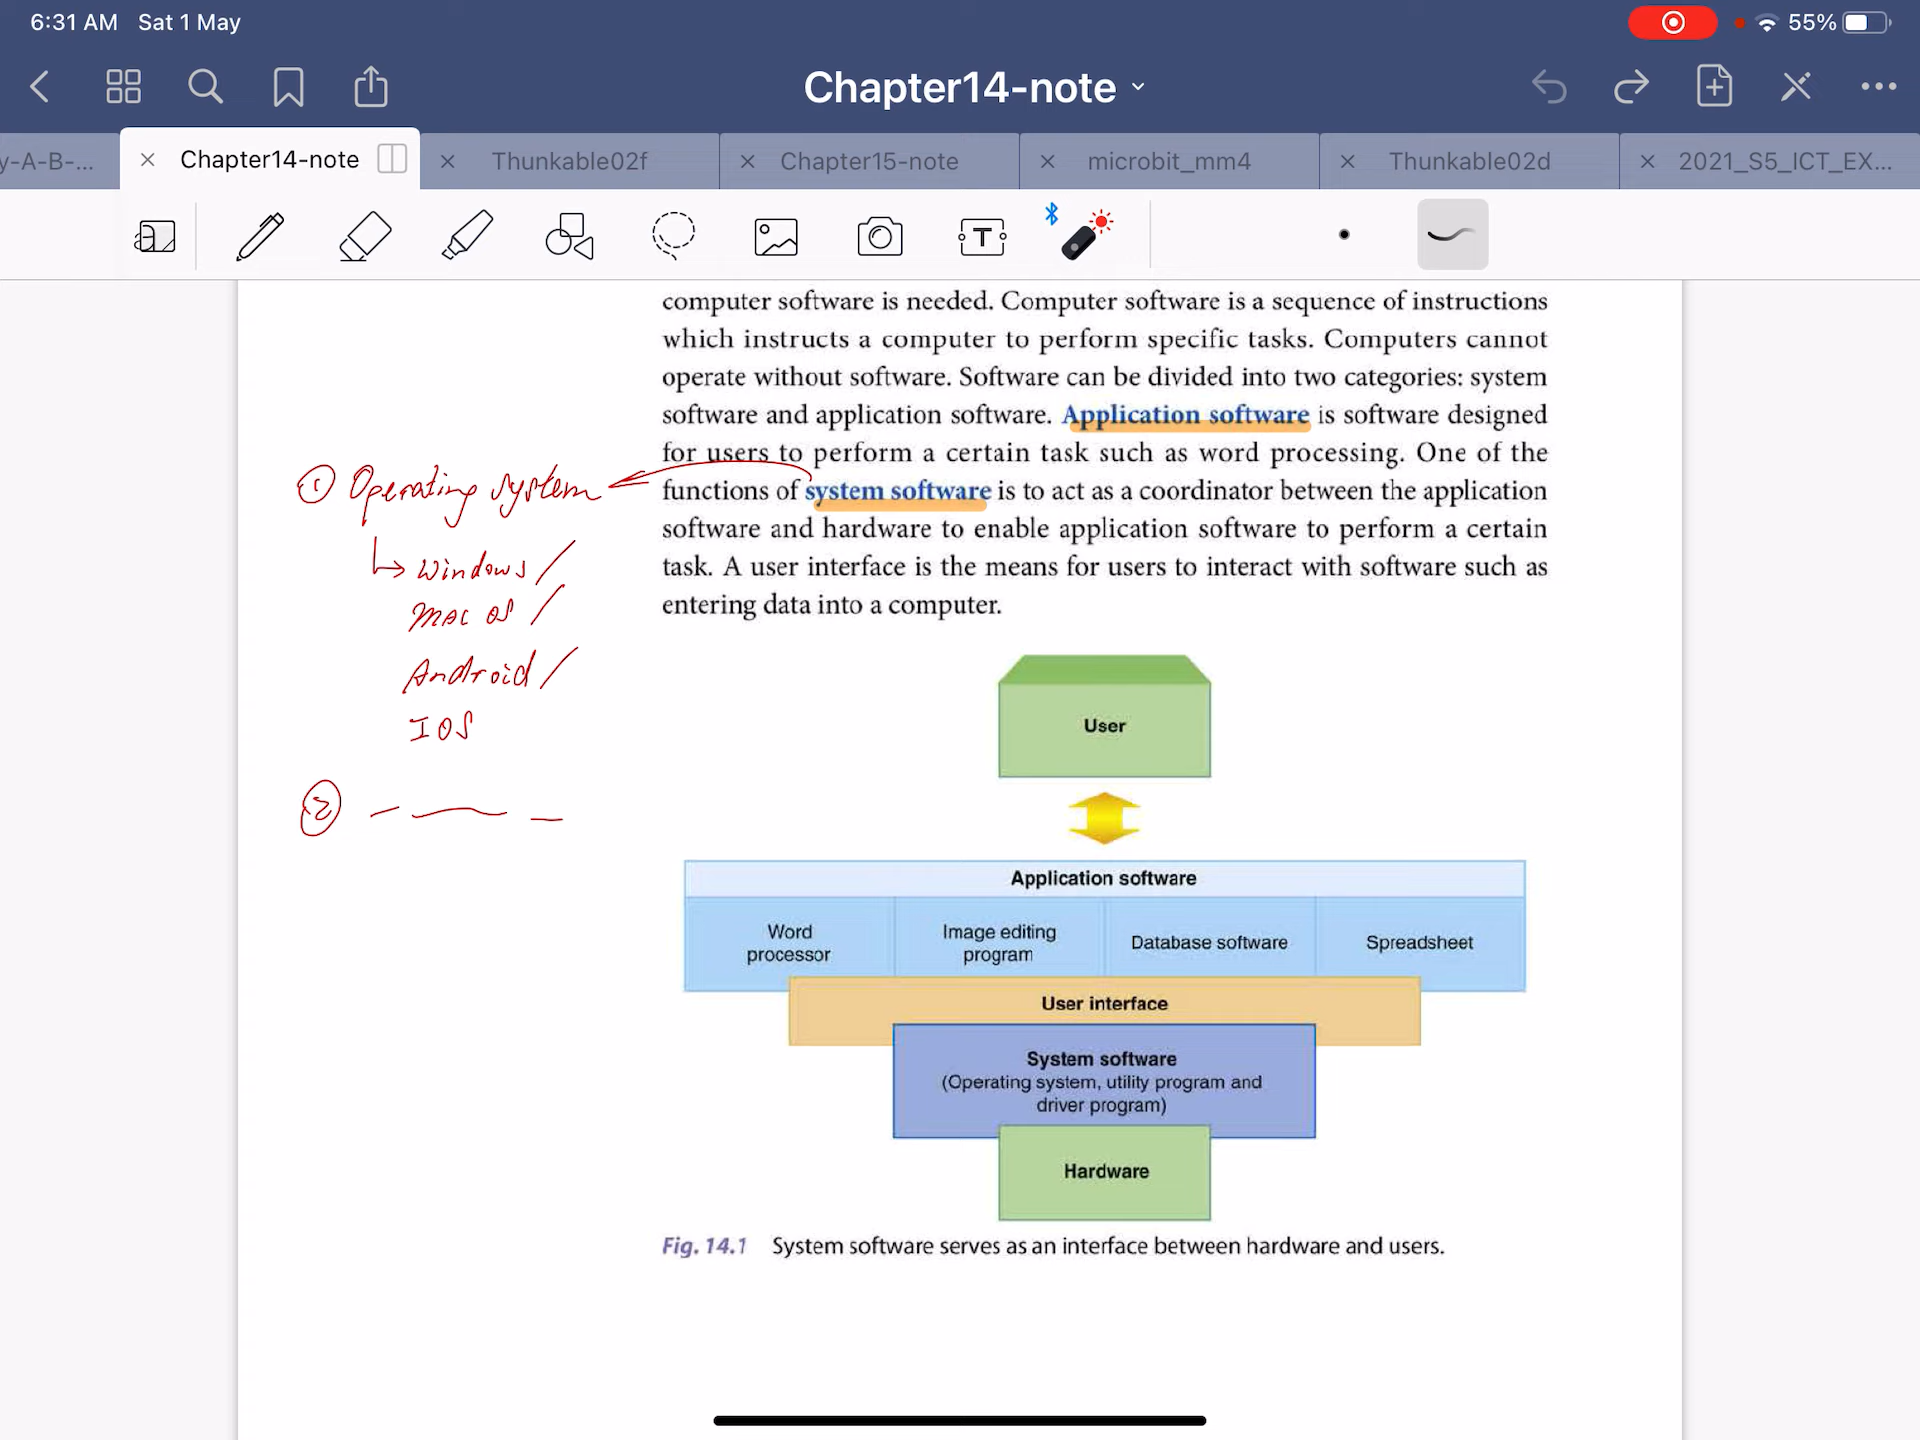 6:31 AM Sat 1 May
55%
Chapter14-note
y-A-B-...
Chapter14-note
Thunkable02f
Chapter15-note
microbit_mm4
Thunkable02d
2021_S5_ICT_EX...
a
T
computer software is needed. Computer software is a sequence of instructions
which instructs a computer to perform specific tasks. Computers cannot
operate without software. Software can be divided into two categories: system
software and application software. Application software is software designed
for users to perform a certain task such as word processing. One of the
functions of system software is to act as a coordinator between the application
software and hardware to enable application software to perform a certain
task. A user interface is the means for users to interact with software such as
entering data into a computer.
① Operating system
↳ Windows /
MAC OS /
Android /
IOS
②
User
Application software
Word
processor
Image editing
program
Database software
Spreadsheet
User interface
System software
(Operating system, utility program and
driver program)
Hardware
Fig. 14.1 System software serves as an interface between hardware and users.